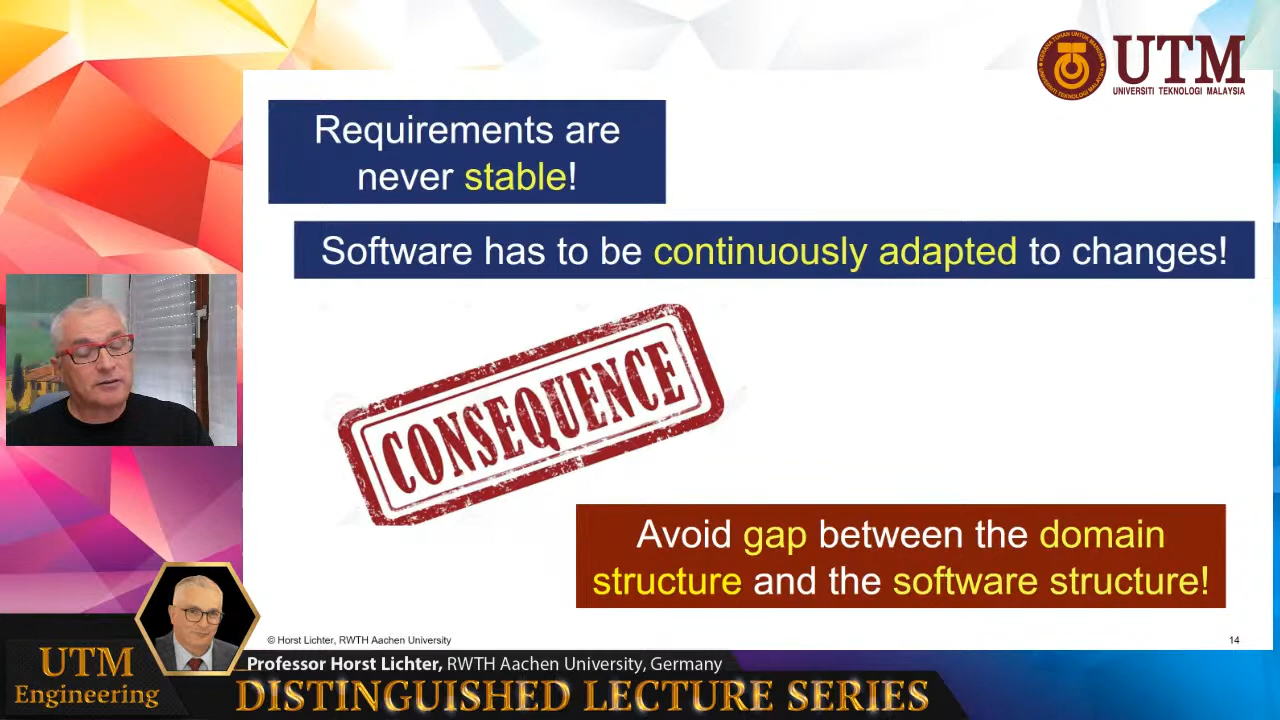 UTM
UNIVERSITI TEKNOLOGI MALAYSIA
Requirements are
never stable!
Software has to be continuously adapted to changes!
CONSEQUENCE
Avoid gap between the domain
structure and the software structure!
© Horst Lichter, RWTH Aachen University
14
UTM
Engineering
Professor Horst Lichter, RWTH Aachen University, Germany
DISTINGUISHED LECTURE SERIES